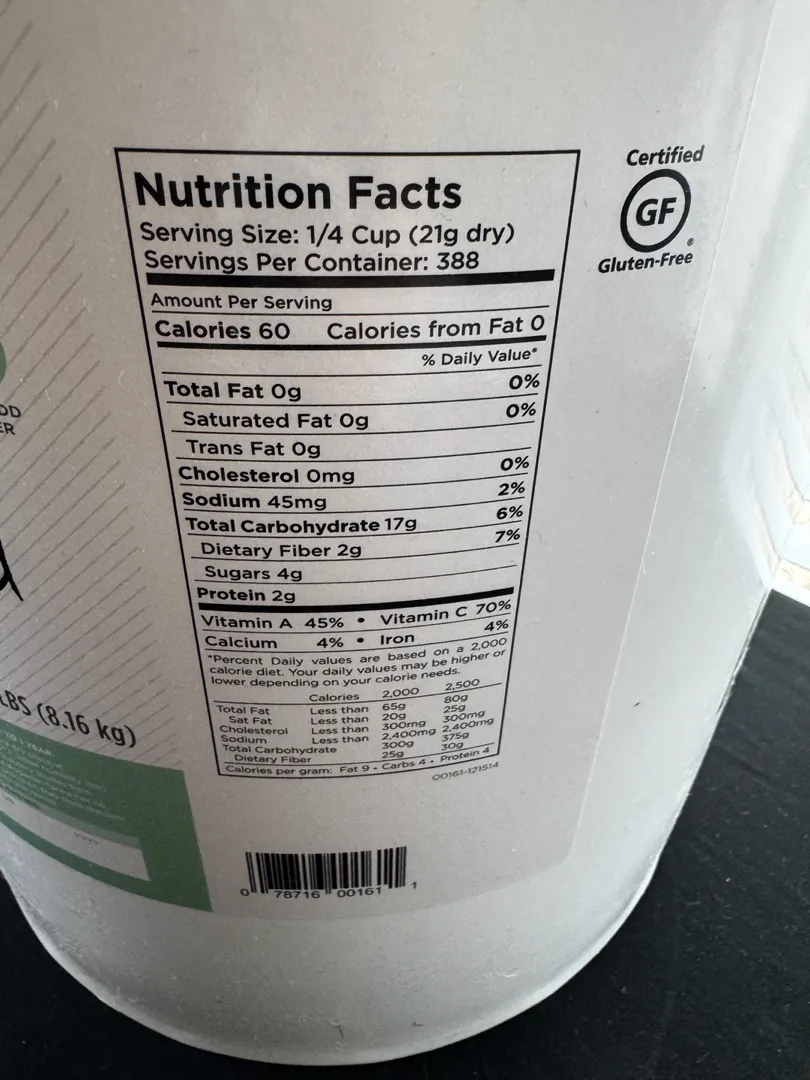 Certified
GF
Gluten-Free®
Nutrition Facts
Serving Size: 1/4 Cup (21g dry)
Servings Per Container: 388
Amount Per Serving
Calories 60 Calories from Fat 0
% Daily Value*
Total Fat 0g 0%
Saturated Fat 0g 0%
Trans Fat 0g
Cholesterol 0mg 0%
Sodium 45mg 2%
Total Carbohydrate 17g 6%
Dietary Fiber 2g 7%
Sugars 4g
Protein 2g
Vitamin A 45% • Vitamin C 70%
Calcium 4% • Iron 4%
*Percent Daily values are based on a 2,000
calorie diet. Your daily values may be higher or
lower depending on your calorie needs.
Calories 2,000 2,500
Total Fat Less than 65g 80g
Sat Fat Less than 20g 25g
Cholesterol Less than 300mg 300mg
Sodium Less than 2,400mg 2,400mg
Total Carbohydrate 300g 375g
Dietary Fiber 25g 30g
Calories per gram: Fat 9 • Carbs 4 • Protein 4
00161-121514
LBS (8.16 kg)
TO 1 YEAR
YYYY
0 78716 00161 1